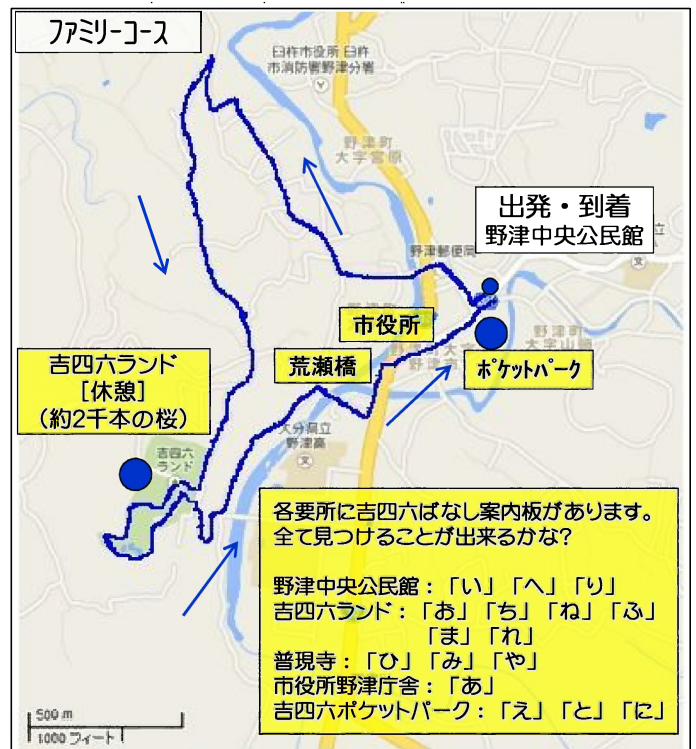 ファミリーコース
臼杵市役所 臼杵
市消防署野津分署
野津町
大字宮原
出発・到着
野津中央公民館
野津郵便局
市役所
荒瀬橋
ポケットパーク
野津町
吉四六ランド
[休憩]
(約2千本の桜)
大分県立
野津高
吉四六
ランド
各要所に吉四六ばなし案内板があります。
全て見つけることが出来るかな?
野津中央公民館:「い」「へ」「り」
吉四六ランド:「お」「ち」「ね」「ふ」
「ま」「れ」
普現寺:「ひ」「み」「や」
市役所野津庁舎:「あ」
吉四六ポケットパーク:「え」「と」「に」
500 m
1000 フィート